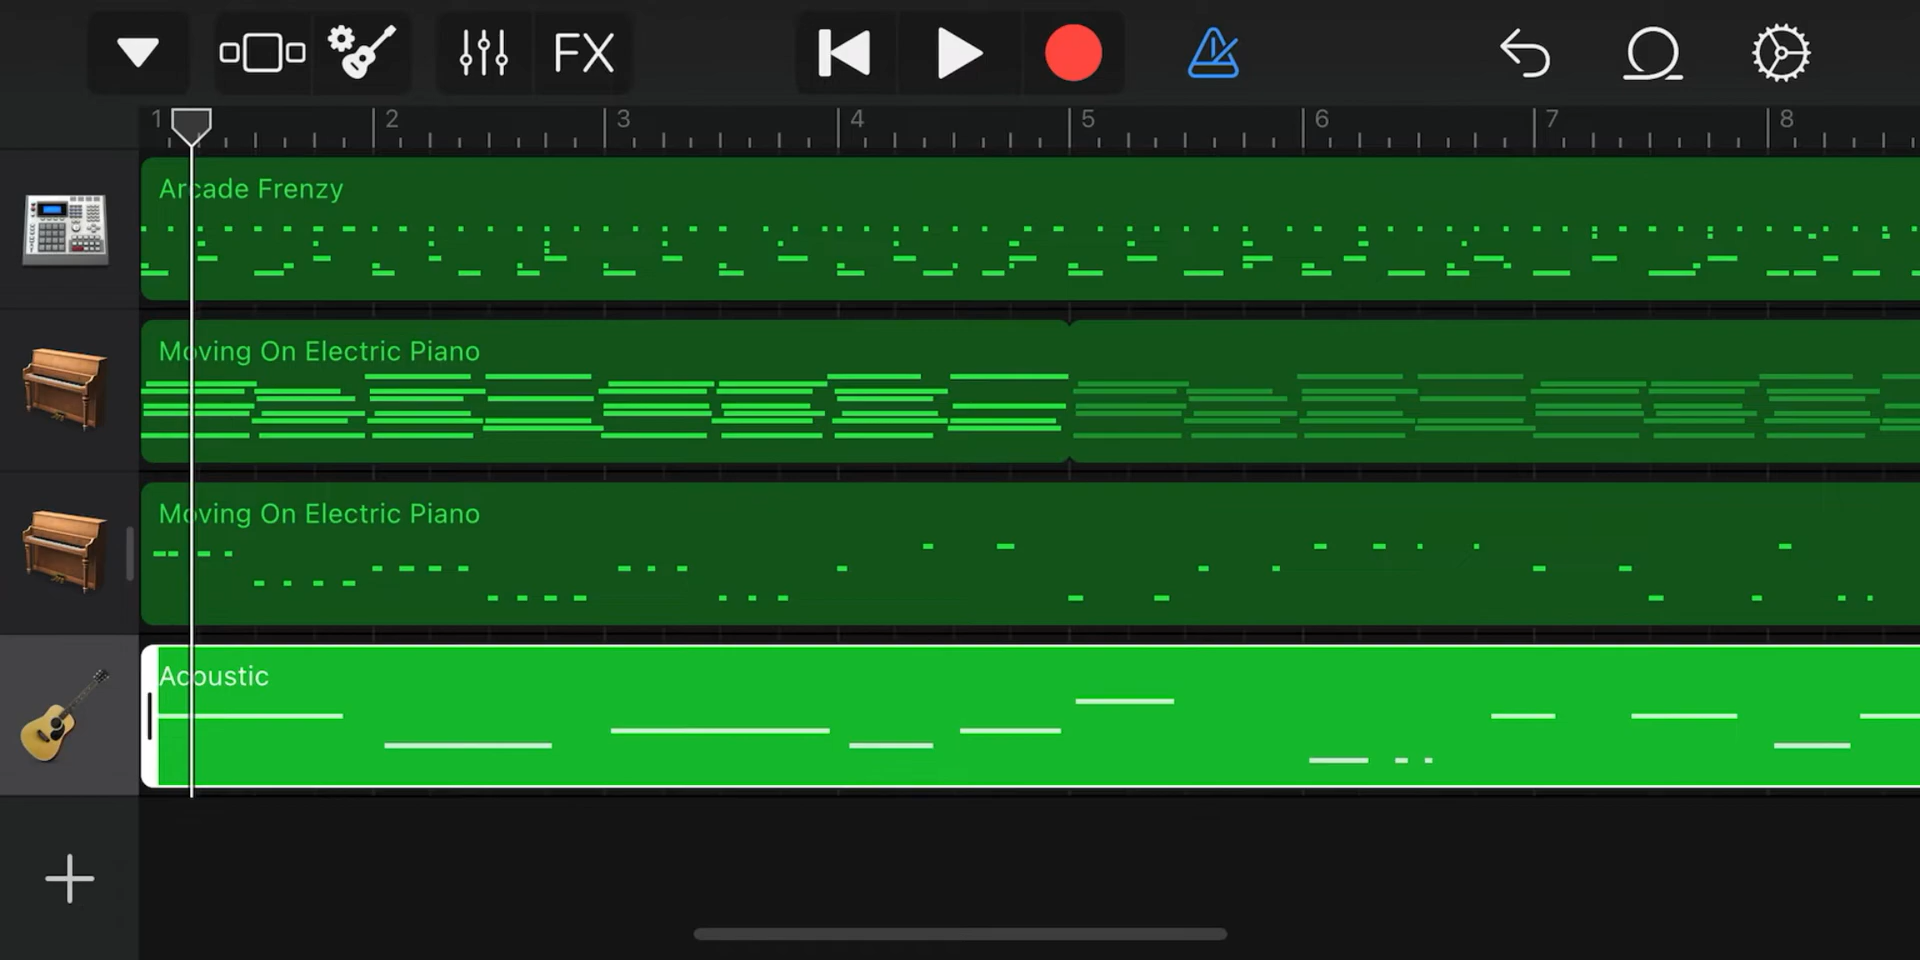 FX
1 2 3 4 5 6 7 8
Arcade Frenzy
Moving On Electric Piano
Moving On Electric Piano
Acoustic